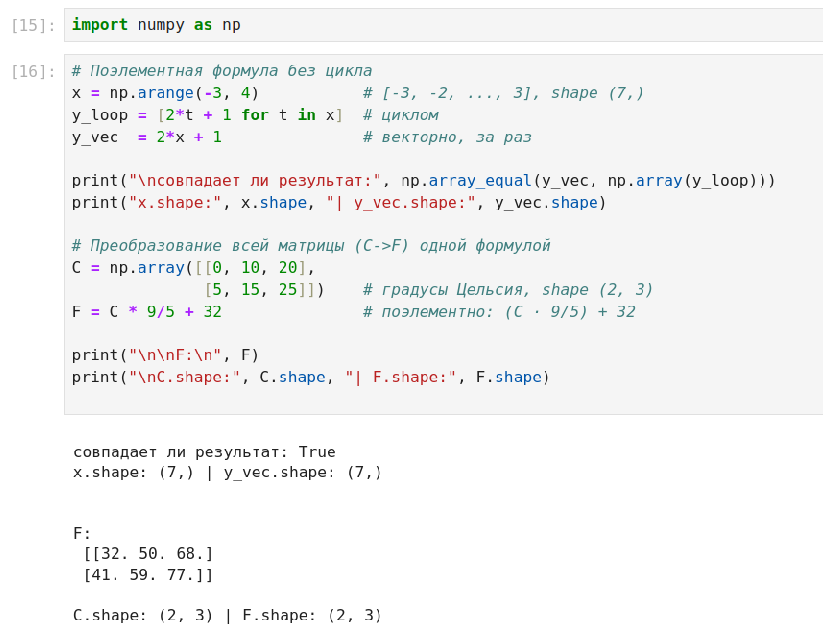 [15]: import numpy as np
[16]: # Поэлементная формула без цикла
x = np.arange(-3, 4)           # [-3, -2, ..., 3], shape (7,)
y_loop = [2*t + 1 for t in x]  # циклом
y_vec  = 2*x + 1               # векторно, за раз
print("\nсовпадает ли результат:", np.array_equal(y_vec, np.array(y_loop)))
print("x.shape:", x.shape, "| y_vec.shape:", y_vec.shape)
# Преобразование всей матрицы (C->F) одной формулой
C = np.array([[0, 10, 20],
              [5, 15, 25]])    # градусы Цельсия, shape (2, 3)
F = C * 9/5 + 32               # поэлементно: (C · 9/5) + 32
print("\n\nF:\n", F)
print("\nC.shape:", C.shape, "| F.shape:", F.shape)
совпадает ли результат: True
x.shape: (7,) | y_vec.shape: (7,)
F:
 [[32. 50. 68.]
 [41. 59. 77.]]
C.shape: (2, 3) | F.shape: (2, 3)